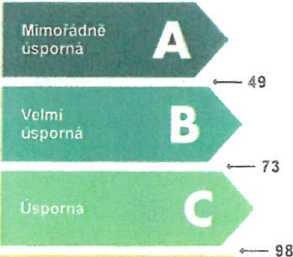 Mimořádně
úsporná
A
← 49
Velmi
úsporná
B
← 73
Úsporná
C
← 98